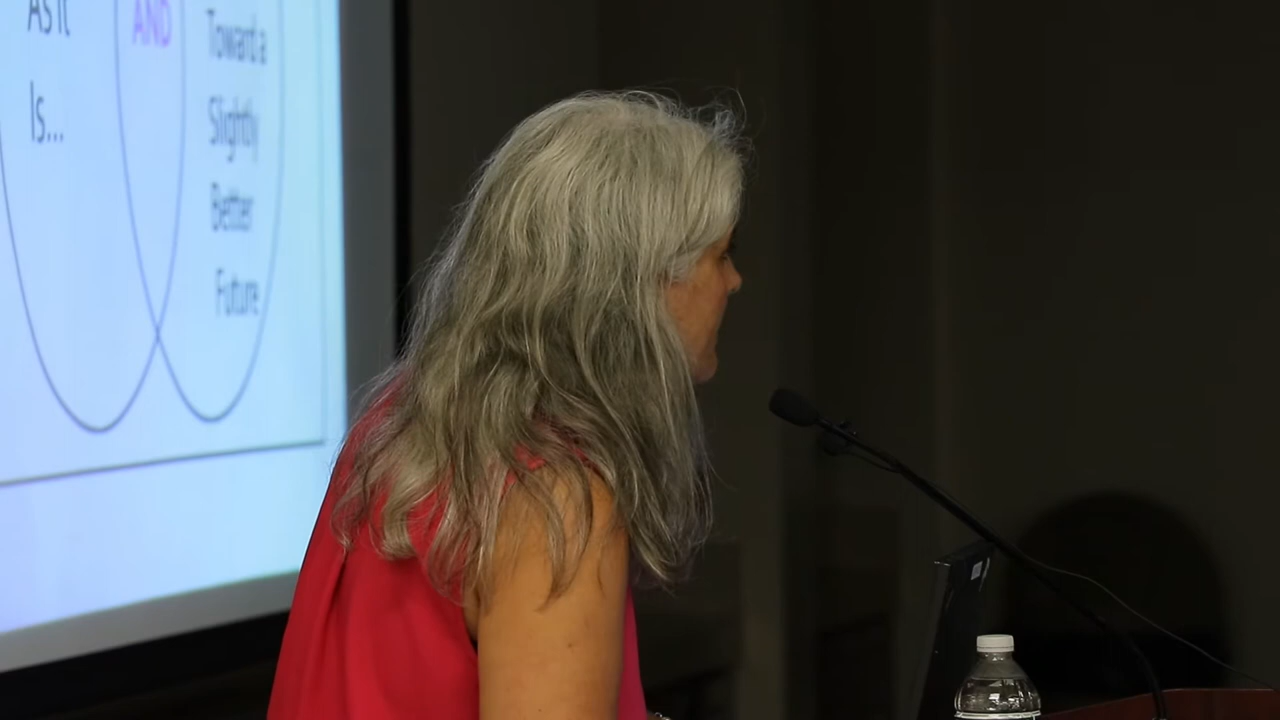 As it
Is...
AND
Toward a
Slightly
Better
Future